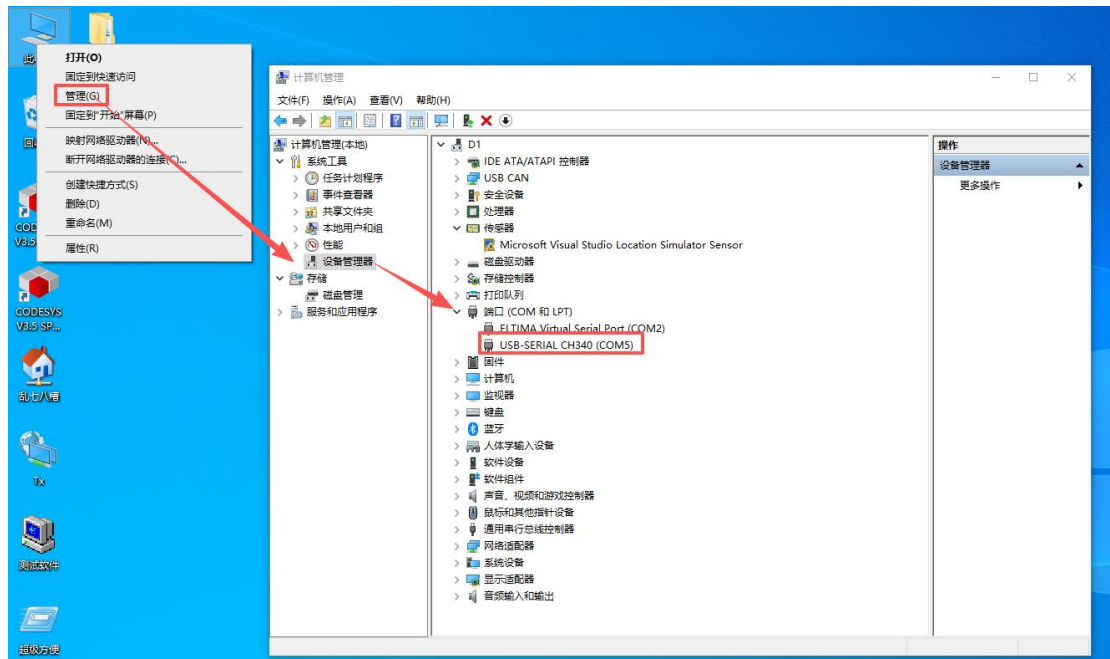 打开(O)
固定到快速访问
管理(G)
固定到"开始"屏幕(P)
映射网络驱动器(N)...
断开网络驱动器的连接(C)...
创建快捷方式(S)
删除(D)
重命名(M)
属性(R)
CODESYS
V3.5 SP...
乱七八糟
Tx
测试软件
超级方便
计算机管理
文件(F) 操作(A) 查看(V) 帮助(H)
计算机管理(本地)
系统工具
任务计划程序
事件查看器
共享文件夹
本地用户和组
性能
设备管理器
存储
磁盘管理
服务和应用程序
D1
IDE ATA/ATAPI 控制器
USB CAN
安全设备
处理器
传感器
Microsoft Visual Studio Location Simulator Sensor
磁盘驱动器
存储控制器
打印队列
端口 (COM 和 LPT)
ELTIMA Virtual Serial Port (COM2)
USB-SERIAL CH340 (COM5)
固件
计算机
监视器
键盘
蓝牙
人体学输入设备
软件设备
软件组件
声音、视频和游戏控制器
鼠标和其他指针设备
通用串行总线控制器
网络适配器
系统设备
显示适配器
音频输入和输出
操作
设备管理器
更多操作